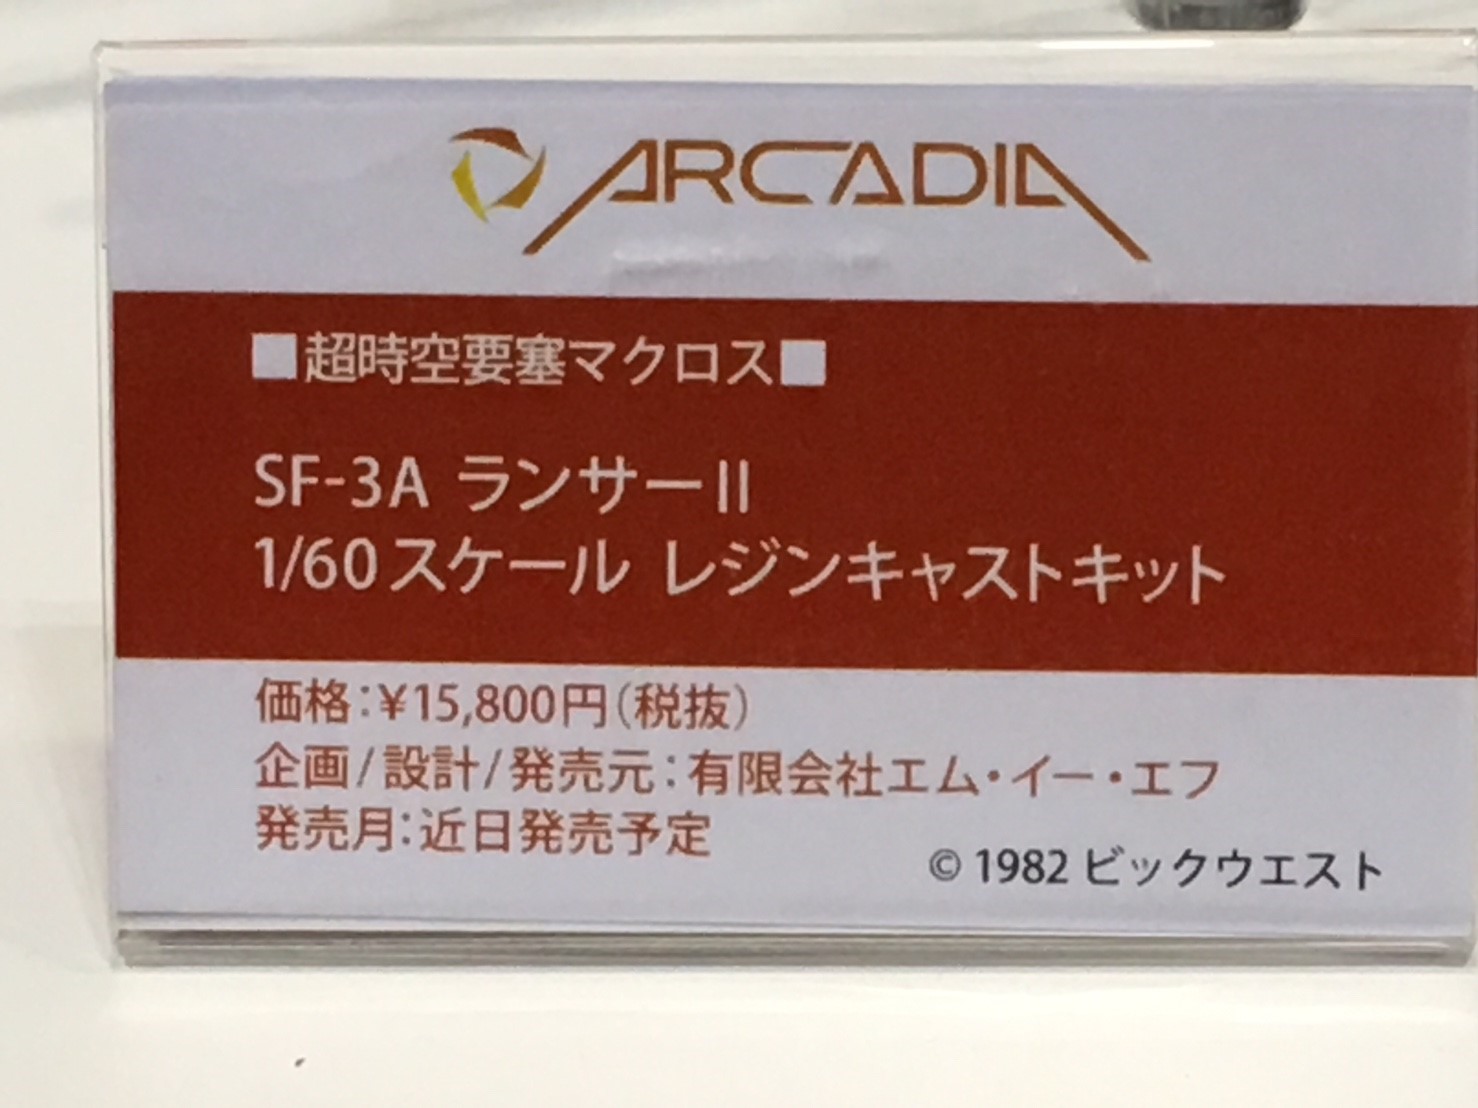 ARCADIA
■超時空要塞マクロス■
SF-3A ランサーII
1/60スケール レジンキャストキット
価格：¥15,800円（税抜）
企画/設計/発売元：有限会社エム・イー・エフ
発売月：近日発売予定
© 1982 ビックウエスト